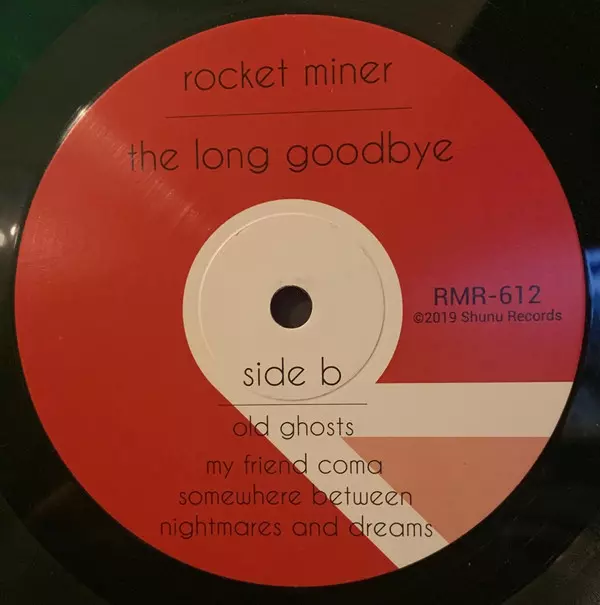 rocket miner
the long goodbye
RMR-612
©2019 Shunu Records
side b
old ghosts
my friend coma
somewhere between
nightmares and dreams